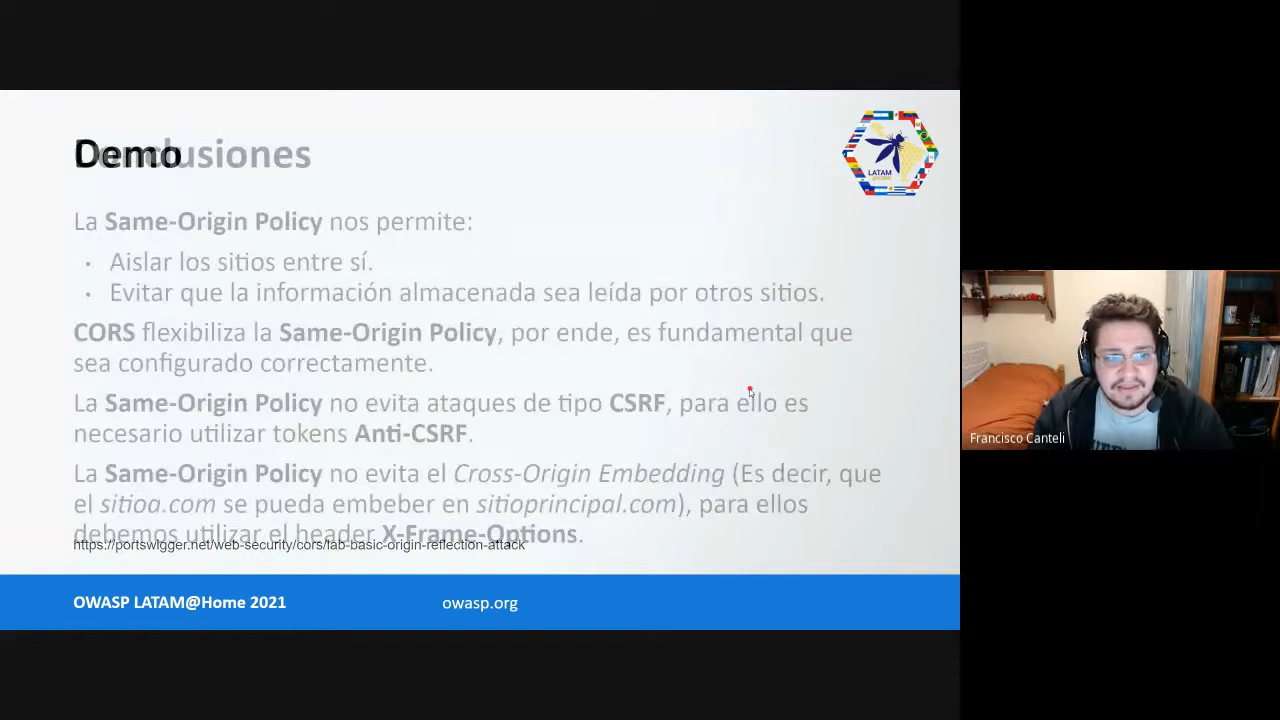 Demo
Conclusiones
LATAM
@HOME
La Same-Origin Policy nos permite:
· Aislar los sitios entre sí.
· Evitar que la información almacenada sea leída por otros sitios.
CORS flexibiliza la Same-Origin Policy, por ende, es fundamental que
sea configurado correctamente.
La Same-Origin Policy no evita ataques de tipo CSRF, para ello es
necesario utilizar tokens Anti-CSRF.
La Same-Origin Policy no evita el Cross-Origin Embedding (Es decir, que
el sitioa.com se pueda embeber en sitioprincipal.com), para ellos
debemos utilizar el header X-Frame-Options.
https://portswigger.net/web-security/cors/lab-basic-origin-reflection-attack
OWASP LATAM@Home 2021 owasp.org
Francisco Canteli